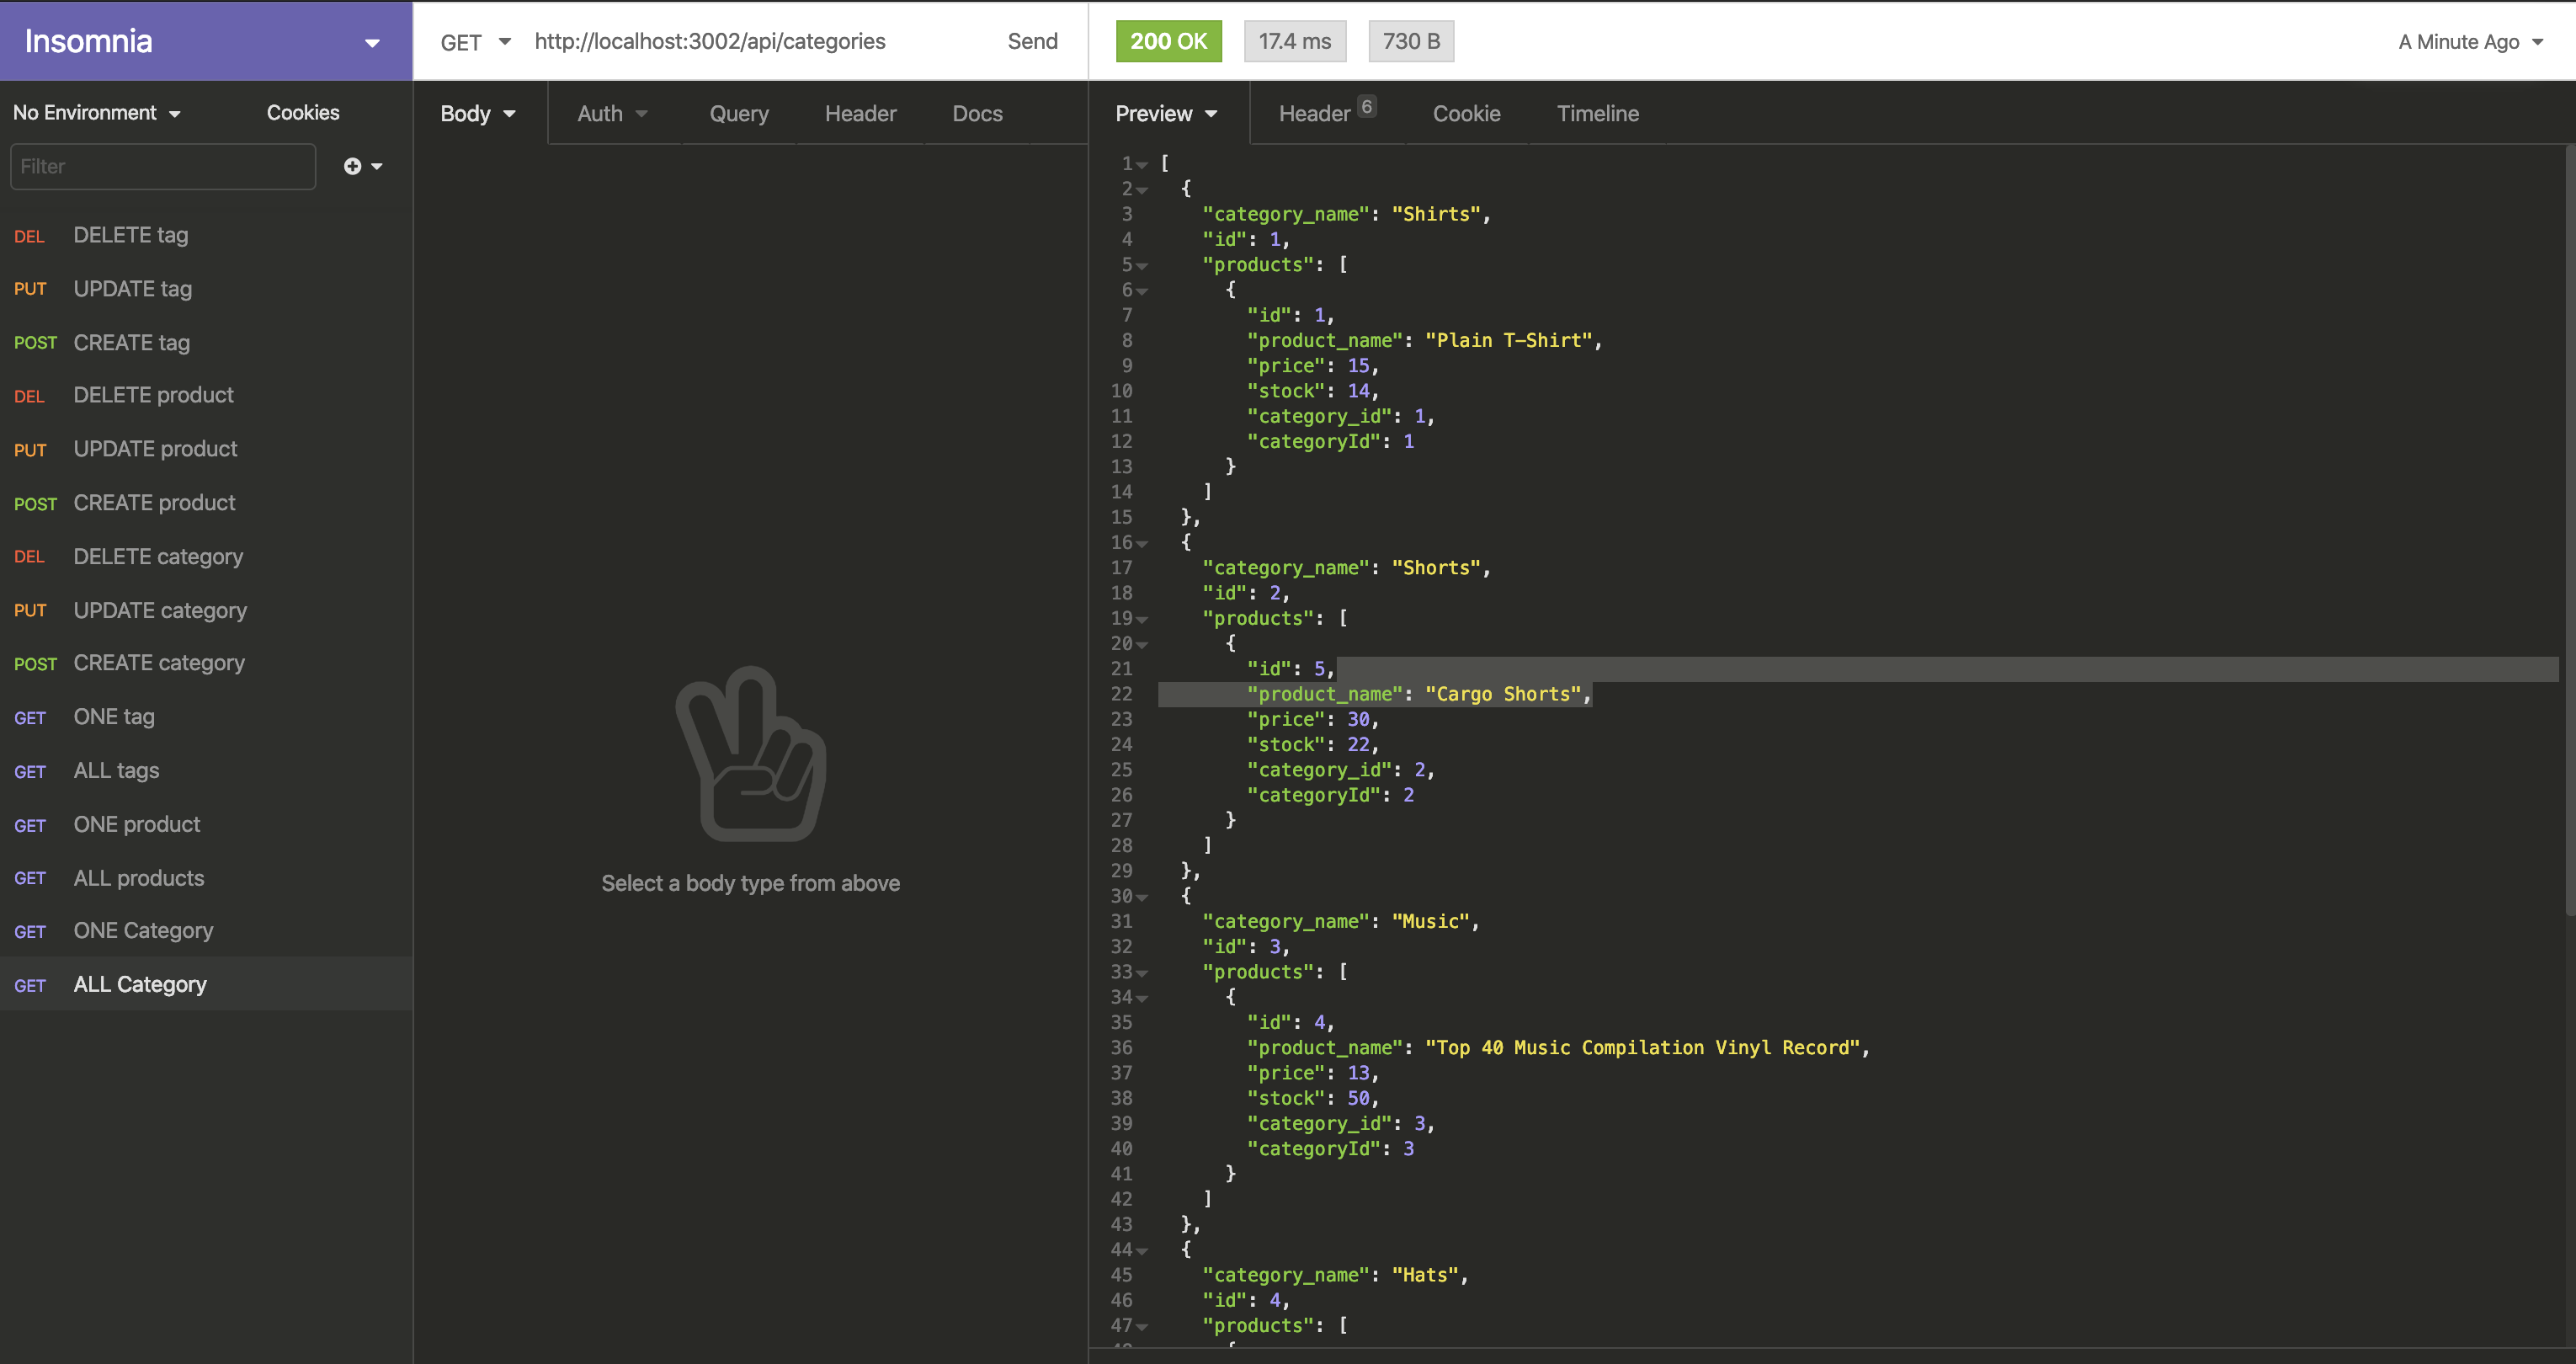 Insomnia
GET http://localhost:3002/api/categories Send
200 OK 17.4 ms 730 B A Minute Ago
No Environment Cookies
Filter
DEL DELETE tag
PUT UPDATE tag
POST CREATE tag
DEL DELETE product
PUT UPDATE product
POST CREATE product
DEL DELETE category
PUT UPDATE category
POST CREATE category
GET ONE tag
GET ALL tags
GET ONE product
GET ALL products
GET ONE Category
GET ALL Category
Body Auth Query Header Docs
Select a body type from above
Preview Header 6 Cookie Timeline
1 [
2 {
3 "category_name": "Shirts",
4 "id": 1,
5 "products": [
6 {
7 "id": 1,
8 "product_name": "Plain T-Shirt",
9 "price": 15,
10 "stock": 14,
11 "category_id": 1,
12 "categoryId": 1
13 }
14 ]
15 },
16 {
17 "category_name": "Shorts",
18 "id": 2,
19 "products": [
20 {
21 "id": 5,
22 "product_name": "Cargo Shorts",
23 "price": 30,
24 "stock": 22,
25 "category_id": 2,
26 "categoryId": 2
27 }
28 ]
29 },
30 {
31 "category_name": "Music",
32 "id": 3,
33 "products": [
34 {
35 "id": 4,
36 "product_name": "Top 40 Music Compilation Vinyl Record",
37 "price": 13,
38 "stock": 50,
39 "category_id": 3,
40 "categoryId": 3
41 }
42 ]
43 },
44 {
45 "category_name": "Hats",
46 "id": 4,
47 "products": [